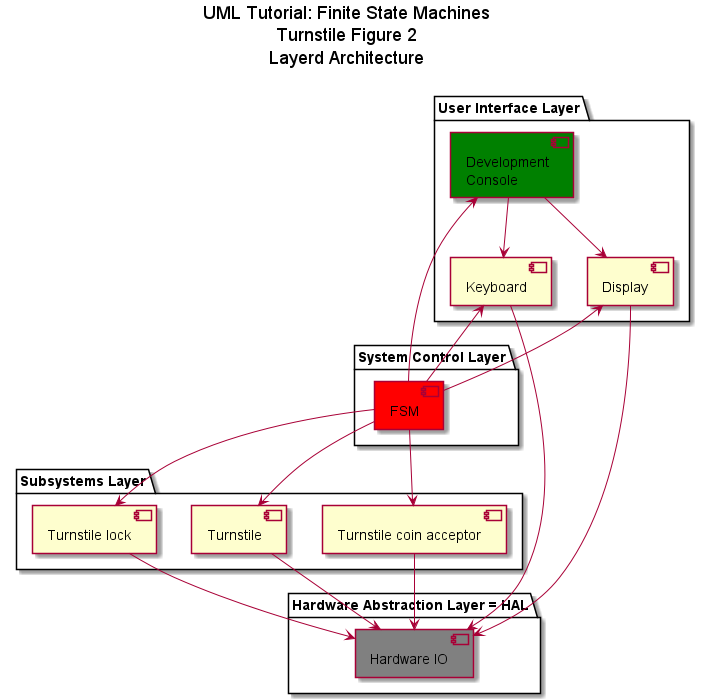 UML Tutorial: Finite State Machines
Turnstile Figure 2
Layerd Architecture
User Interface Layer
Development
Console
Keyboard
Display
System Control Layer
FSM
Subsystems Layer
Turnstile lock
Turnstile
Turnstile coin acceptor
Hardware Abstraction Layer = HAL
Hardware IO